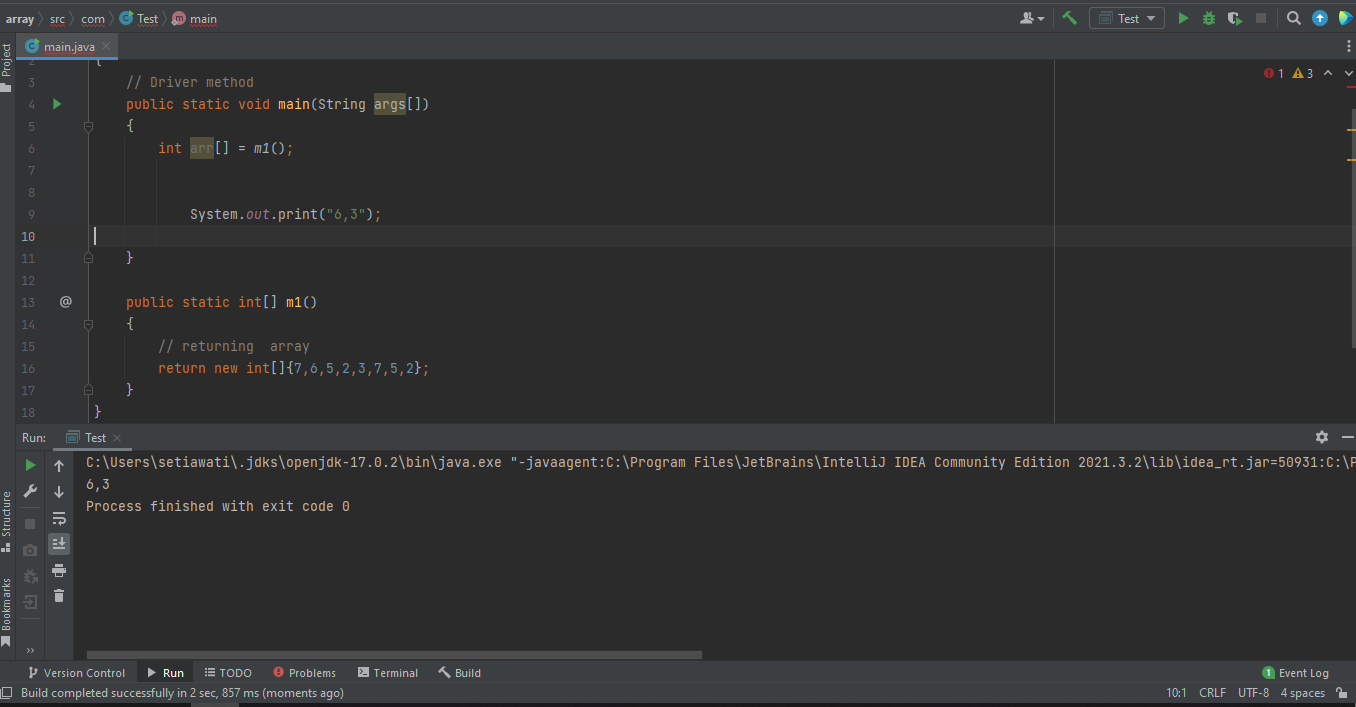 array src com Test main Test
main.java
Project
2 {
1 3
3 // Driver method
4 public static void main(String args[])
5 {
6 int arr[] = m1();
7
8
9 System.out.print("6,3");
10
11 }
12
13 @ public static int[] m1()
14 {
15 // returning  array
16 return new int[]{7,6,5,2,3,7,5,2};
17 }
18 }
Run: Test
C:\Users\setiawati\.jdks\openjdk-17.0.2\bin\java.exe "-javaagent:C:\Program Files\JetBrains\IntelliJ IDEA Community Edition 2021.3.2\lib\idea_rt.jar=50931:C:\P
6,3
Process finished with exit code 0
Structure
Bookmarks
Version Control Run TODO Problems Terminal Build 1 Event Log
Build completed successfully in 2 sec, 857 ms (moments ago) 10:1 CRLF UTF-8 4 spaces